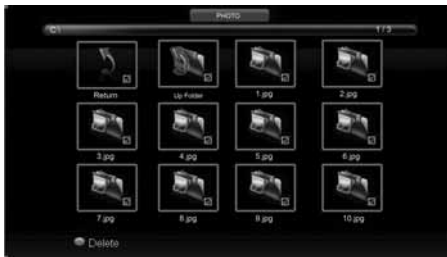 PHOTO
C:\ 1/3
Return Up Folder 1.jpg 2.jpg
3.jpg 4.jpg 5.jpg 6.jpg
7.jpg 8.jpg 9.jpg 10.jpg
Delete